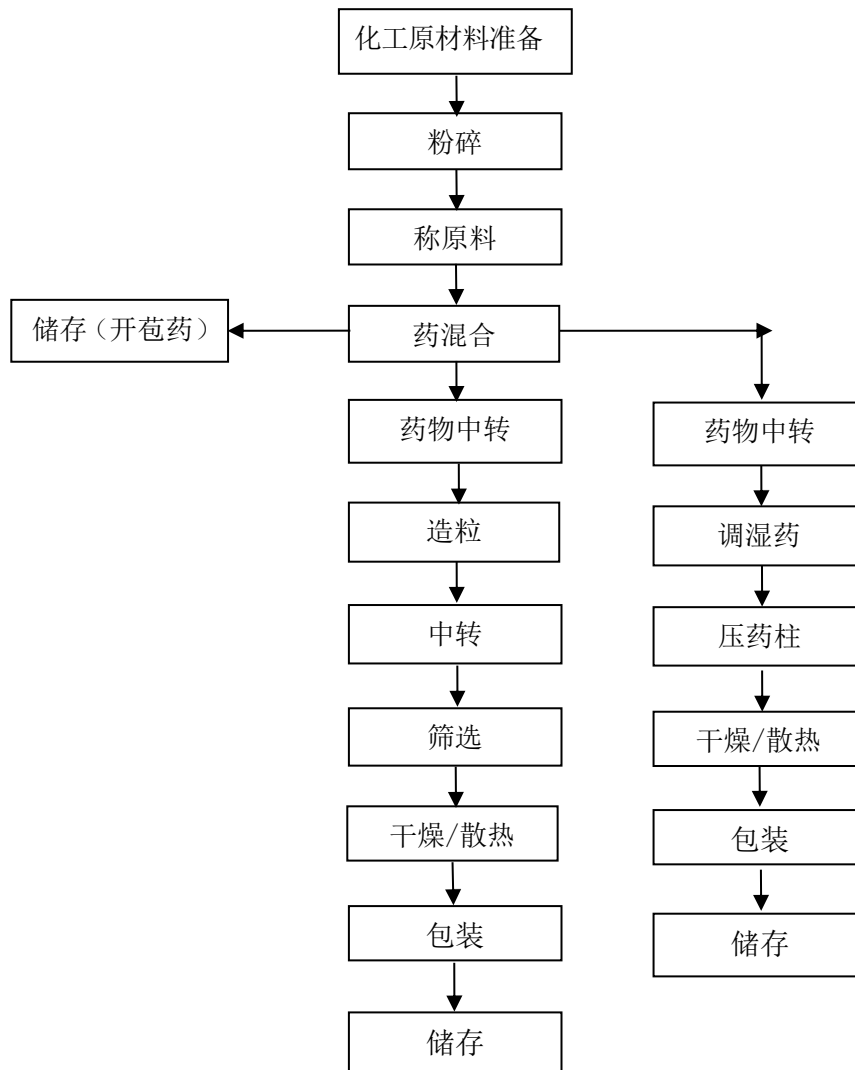 化工原材料准备
粉碎
称原料
储存（开苞药）
药混合
药物中转
造粒
中转
筛选
干燥/散热
包装
储存
药物中转
调湿药
压药柱
干燥/散热
包装
储存